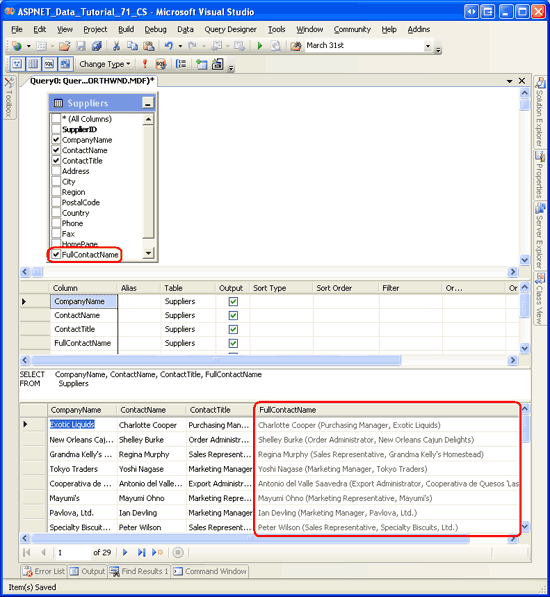 ASPNET_Data_Tutorial_71_CS - Microsoft Visual Studio
File Edit View Project Build Debug Data Query Designer Tools Window Community Help Addins
March 31st
Change Type
Query0: Quer...ORTHWND.MDF)*
Toolbox
Solution Explorer
Properties
Server Explorer
Class View
Suppliers
* (All Columns)
SupplierID
CompanyName
ContactName
ContactTitle
Address
City
Region
PostalCode
Country
Phone
Fax
HomePage
FullContactName
Column Alias Table Output Sort Type Sort Order Filter Or... Or
CompanyName Suppliers
ContactName Suppliers
ContactTitle Suppliers
FullContactName Suppliers
SELECT CompanyName, ContactName, ContactTitle, FullContactName
FROM Suppliers
CompanyName ContactName ContactTitle FullContactName
Exotic Liquids Charlotte Cooper Purchasing Man... Charlotte Cooper (Purchasing Manager, Exotic Liquids)
New Orleans Caj... Shelley Burke Order Administr... Shelley Burke (Order Administrator, New Orleans Cajun Delights)
Grandma Kelly's... Regina Murphy Sales Represent... Regina Murphy (Sales Representative, Grandma Kelly's Homestead)
Tokyo Traders Yoshi Nagase Marketing Manager Yoshi Nagase (Marketing Manager, Tokyo Traders)
Cooperativa de ... Antonio del Valle... Export Administr... Antonio del Valle Saavedra (Export Administrator, Cooperativa de Quesos 'Las
Mayumi's Mayumi Ohno Marketing Repre... Mayumi Ohno (Marketing Representative, Mayumi's)
Pavlova, Ltd. Ian Devling Marketing Manager Ian Devling (Marketing Manager, Pavlova, Ltd.)
Specialty Biscuit... Peter Wilson Sales Represent... Peter Wilson (Sales Representative, Specialty Biscuits, Ltd.)
1 of 29
Error List Output Find Results 1 Command Window
Item(s) Saved